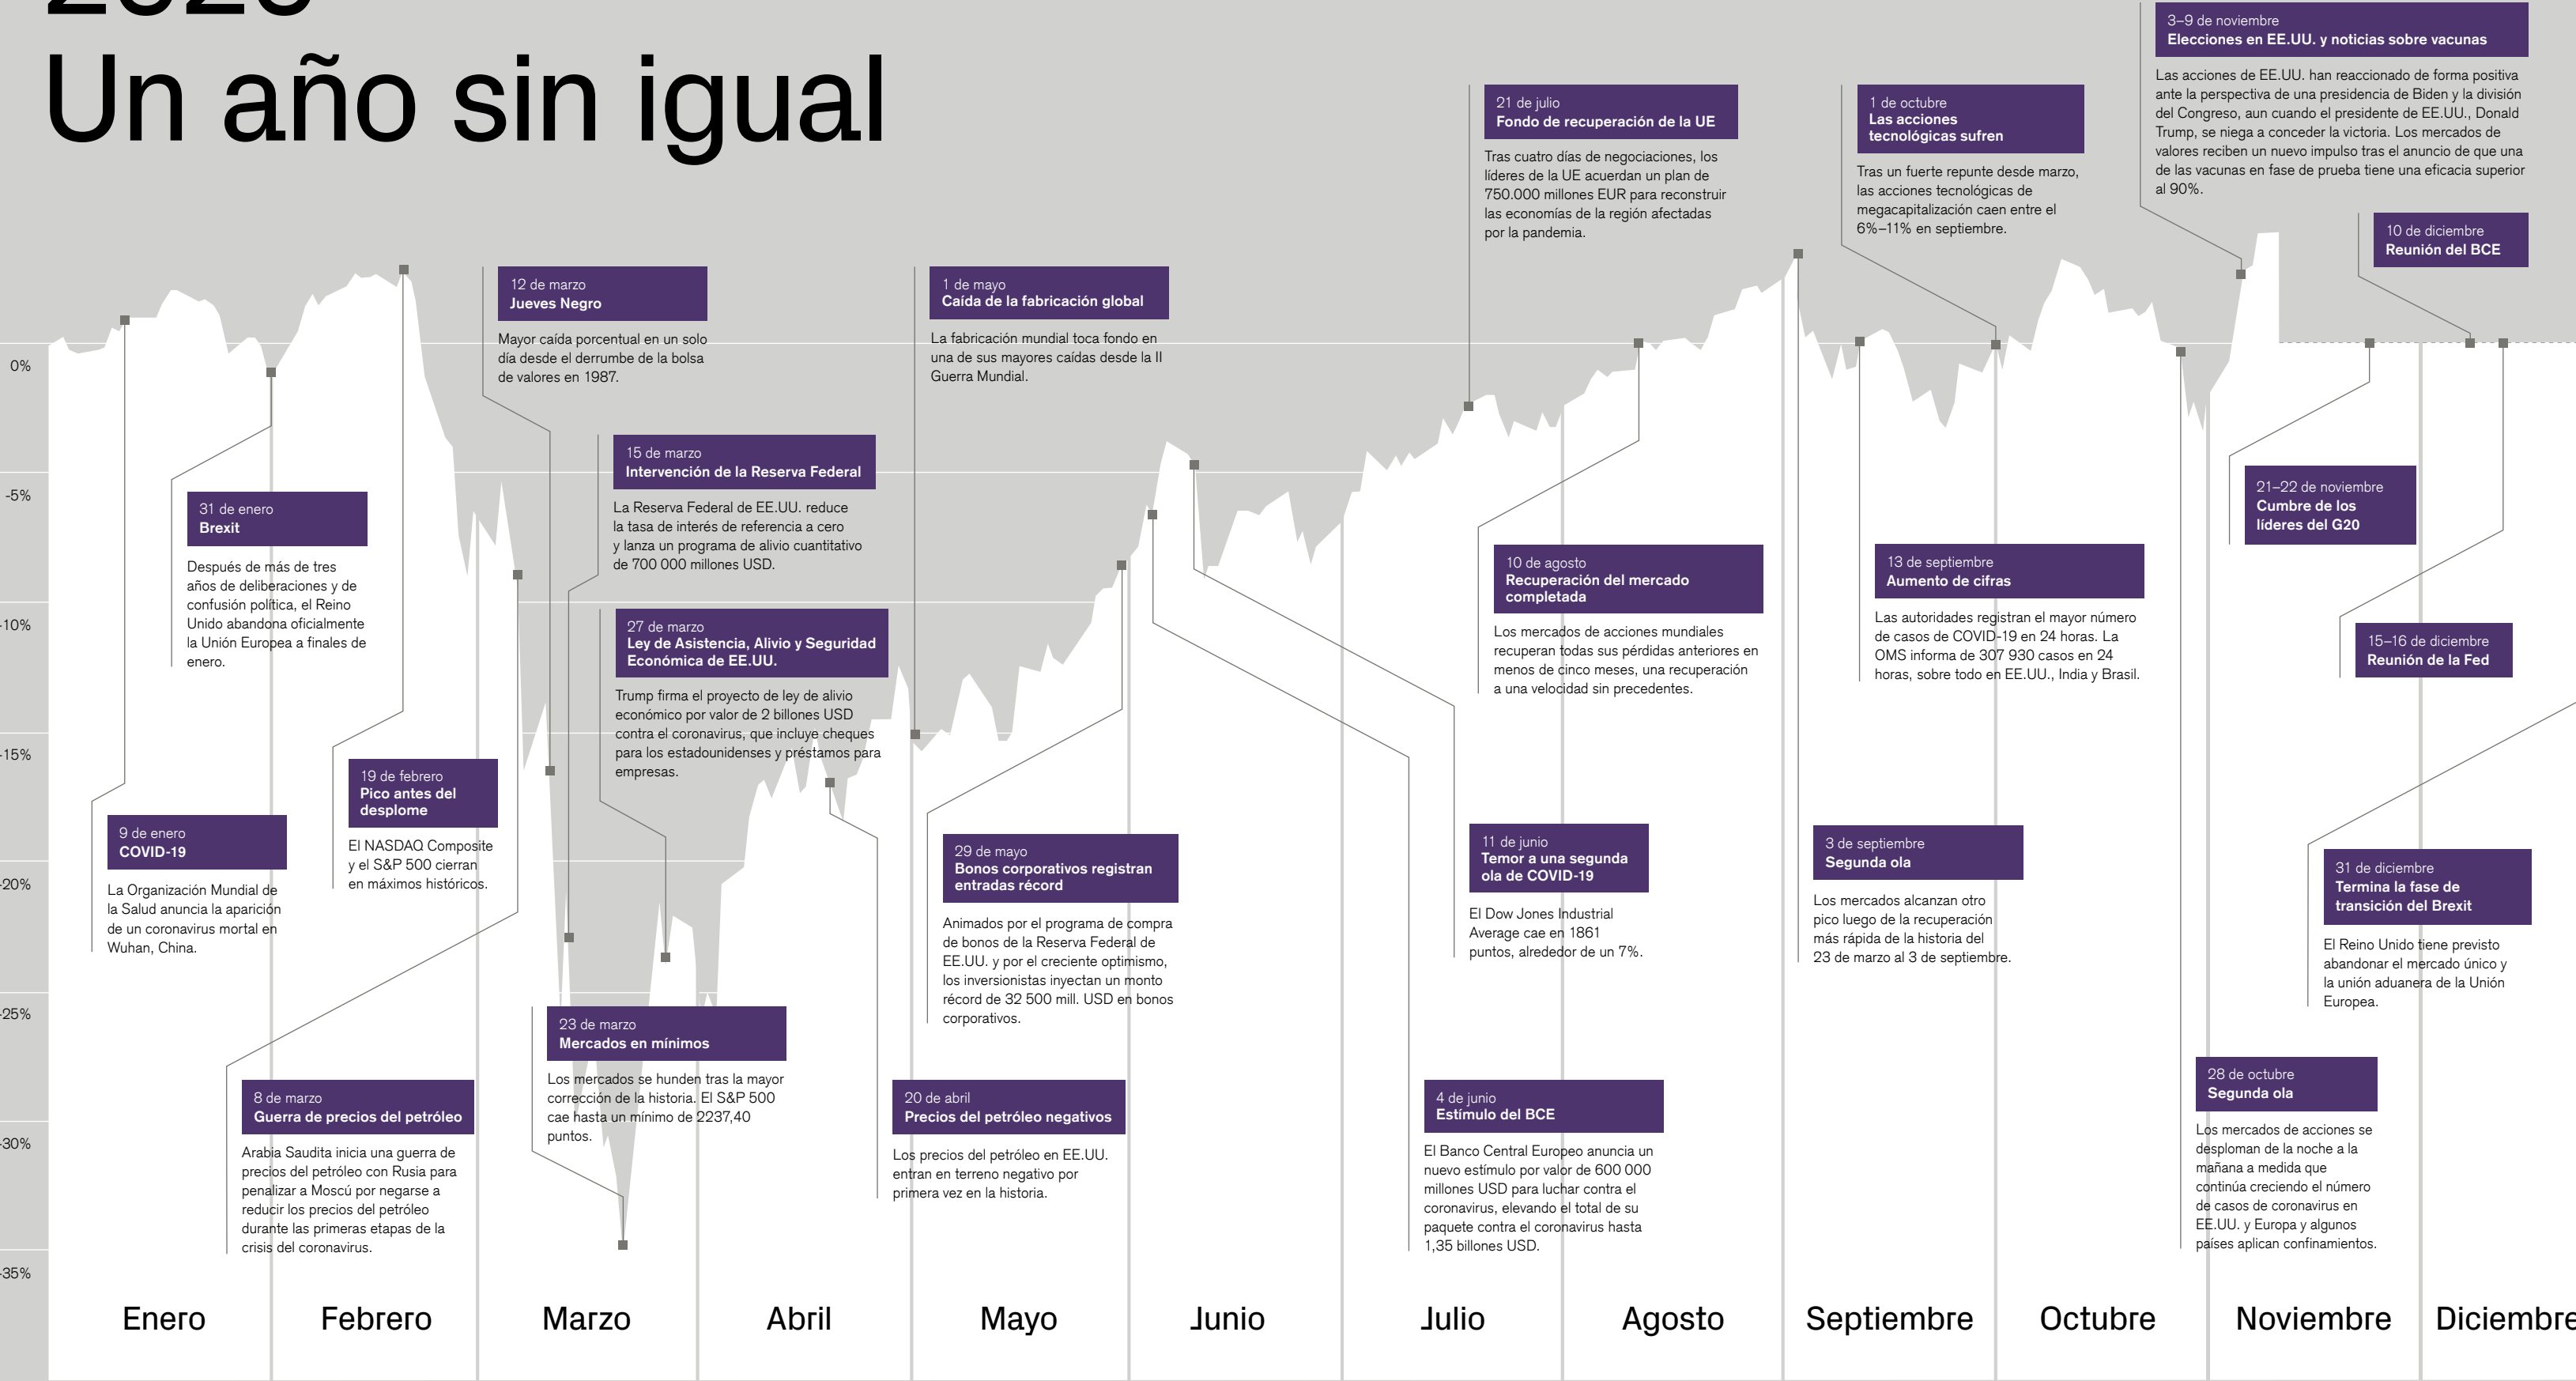 2020
Un año sin igual
3–9 de noviembre
Elecciones en EE.UU. y noticias sobre vacunas
Las acciones de EE.UU. han reaccionado de forma positiva
ante la perspectiva de una presidencia de Biden y la división
del Congreso, aun cuando el presidente de EE.UU., Donald
Trump, se niega a conceder la victoria. Los mercados de
valores reciben un nuevo impulso tras el anuncio de que una
de las vacunas en fase de prueba tiene una eficacia superior
al 90%.
21 de julio
Fondo de recuperación de la UE
Tras cuatro días de negociaciones, los
líderes de la UE acuerdan un plan de
750.000 millones EUR para reconstruir
las economías de la región afectadas
por la pandemia.
1 de octubre
Las acciones
tecnológicas sufren
Tras un fuerte repunte desde marzo,
las acciones tecnológicas de
megacapitalización caen entre el
6%–11% en septiembre.
10 de diciembre
Reunión del BCE
12 de marzo
Jueves Negro
Mayor caída porcentual en un solo
día desde el derrumbe de la bolsa
de valores en 1987.
1 de mayo
Caída de la fabricación global
La fabricación mundial toca fondo en
una de sus mayores caídas desde la II
Guerra Mundial.
0%
-5%
-10%
-15%
-20%
-25%
-30%
-35%
15 de marzo
Intervención de la Reserva Federal
La Reserva Federal de EE.UU. reduce
la tasa de interés de referencia a cero
y lanza un programa de alivio cuantitativo
de 700 000 millones USD.
31 de enero
Brexit
Después de más de tres
años de deliberaciones y de
confusión política, el Reino
Unido abandona oficialmente
la Unión Europea a finales de
enero.
21–22 de noviembre
Cumbre de los
líderes del G20
10 de agosto
Recuperación del mercado
completada
Los mercados de acciones mundiales
recuperan todas sus pérdidas anteriores en
menos de cinco meses, una recuperación
a una velocidad sin precedentes.
13 de septiembre
Aumento de cifras
Las autoridades registran el mayor número
de casos de COVID-19 en 24 horas. La
OMS informa de 307 930 casos en 24
horas, sobre todo en EE.UU., India y Brasil.
27 de marzo
Ley de Asistencia, Alivio y Seguridad
Económica de EE.UU.
Trump firma el proyecto de ley de alivio
económico por valor de 2 billones USD
contra el coronavirus, que incluye cheques
para los estadounidenses y préstamos para
empresas.
15–16 de diciembre
Reunión de la Fed
19 de febrero
Pico antes del
desplome
El NASDAQ Composite
y el S&P 500 cierran
en máximos históricos.
9 de enero
COVID-19
La Organización Mundial de
la Salud anuncia la aparición
de un coronavirus mortal en
Wuhan, China.
29 de mayo
Bonos corporativos registran
entradas récord
Animados por el programa de compra
de bonos de la Reserva Federal de
EE.UU. y por el creciente optimismo,
los inversionistas inyectan un monto
récord de 32 500 mill. USD en bonos
corporativos.
11 de junio
Temor a una segunda
ola de COVID-19
El Dow Jones Industrial
Average cae en 1861
puntos, alrededor de un 7%.
3 de septiembre
Segunda ola
Los mercados alcanzan otro
pico luego de la recuperación
más rápida de la historia del
23 de marzo al 3 de septiembre.
31 de diciembre
Termina la fase de
transición del Brexit
El Reino Unido tiene previsto
abandonar el mercado único y
la unión aduanera de la Unión
Europea.
23 de marzo
Mercados en mínimos
Los mercados se hunden tras la mayor
corrección de la historia. El S&P 500
cae hasta un mínimo de 2237,40
puntos.
8 de marzo
Guerra de precios del petróleo
Arabia Saudita inicia una guerra de
precios del petróleo con Rusia para
penalizar a Moscú por negarse a
reducir los precios del petróleo
durante las primeras etapas de la
crisis del coronavirus.
20 de abril
Precios del petróleo negativos
Los precios del petróleo en EE.UU.
entran en terreno negativo por
primera vez en la historia.
4 de junio
Estímulo del BCE
El Banco Central Europeo anuncia un
nuevo estímulo por valor de 600 000
millones USD para luchar contra el
coronavirus, elevando el total de su
paquete contra el coronavirus hasta
1,35 billones USD.
28 de octubre
Segunda ola
Los mercados de acciones se
desploman de la noche a la
mañana a medida que
continúa creciendo el número
de casos de coronavirus en
EE.UU. y Europa y algunos
países aplican confinamientos.
Enero
Febrero
Marzo
Abril
Mayo
Junio
Julio
Agosto
Septiembre
Octubre
Noviembre
Diciembre